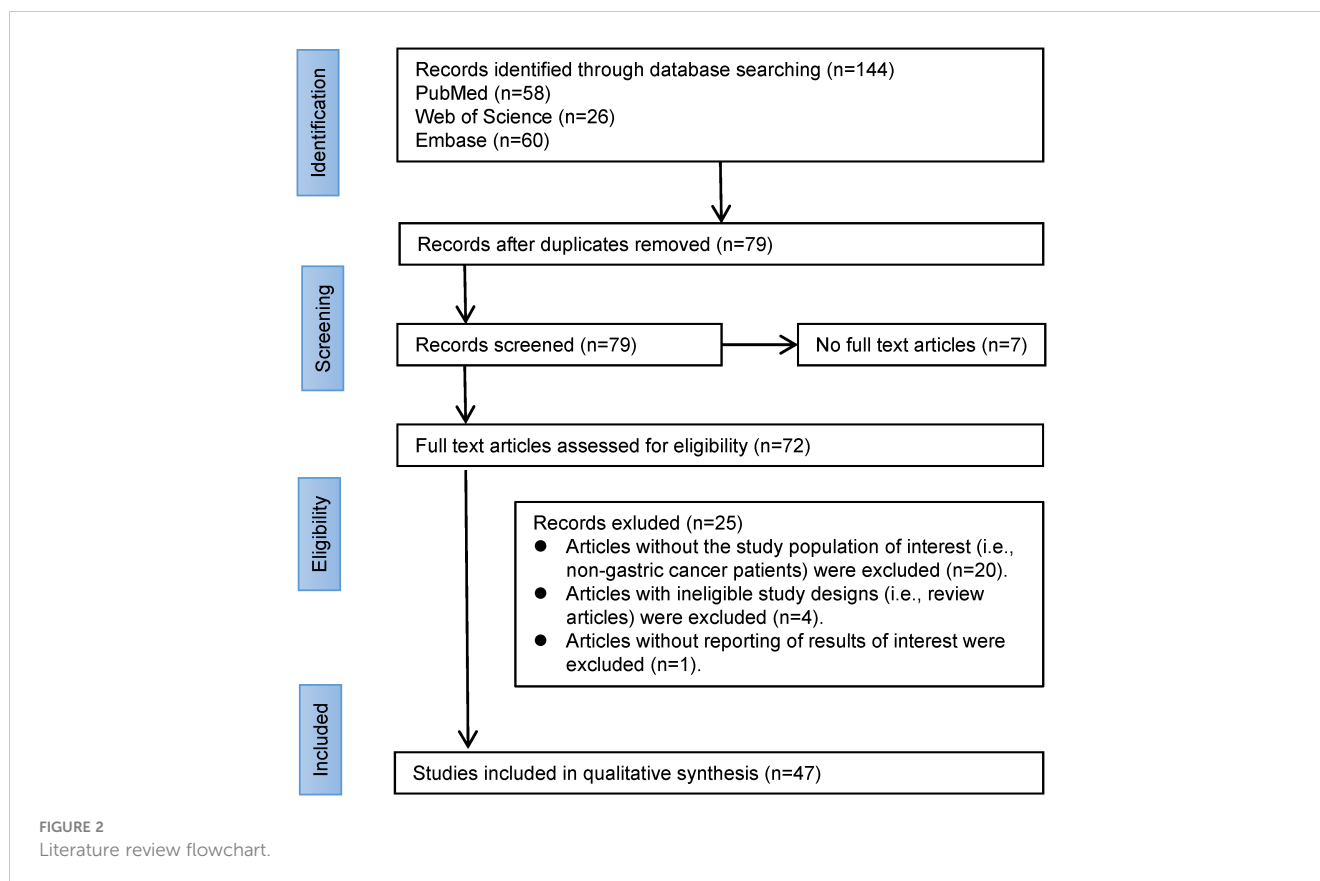 Identification
Records identified through database searching (n=144)
PubMed (n=58)
Web of Science (n=26)
Embase (n=60)
Records after duplicates removed (n=79)
Screening
Records screened (n=79)
No full text articles (n=7)
Full text articles assessed for eligibility (n=72)
Eligibility
Records exluded (n=25)
● Articles without the study population of interest (i.e.,
non-gastric cancer patients) were excluded (n=20).
● Articles with ineligible study designs (i.e., review
articles) were excluded (n=4).
● Articles without reporting of results of interest were
excluded (n=1).
Included
Studies included in qualitative synthesis (n=47)
FIGURE 2
Literature review flowchart.